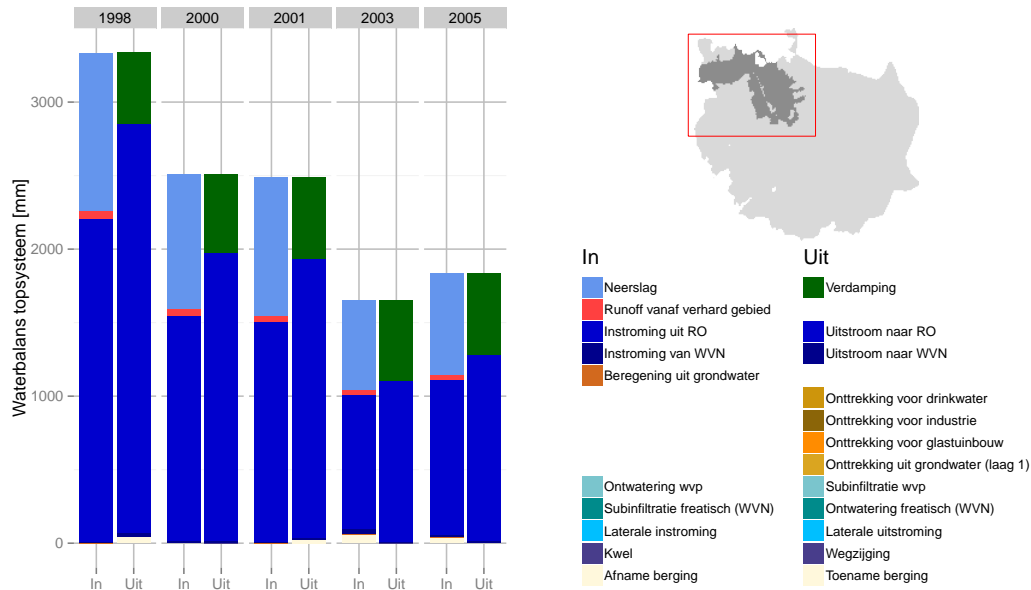 1998 2000 2001 2003 2005
Waterbalans topsysteem [mm]
3000
2000
1000
0
In Uit In Uit In Uit In Uit In Uit
In Uit
Neerslag Verdamping
Runoff vanaf verhard gebied
Instroming uit RO Uitstroom naar RO
Instroming van WVN Uitstroom naar WVN
Beregening uit grondwater
Onttrekking voor drinkwater
Onttrekking voor industrie
Onttrekking voor glastuinbouw
Onttrekking uit grondwater (laag 1)
Ontwatering wvp Subinfiltratie wvp
Subinfiltratie freatisch (WVN) Ontwatering freatisch (WVN)
Laterale instroming Laterale uitstroming
Kwel Wegzijging
Afname berging Toename berging